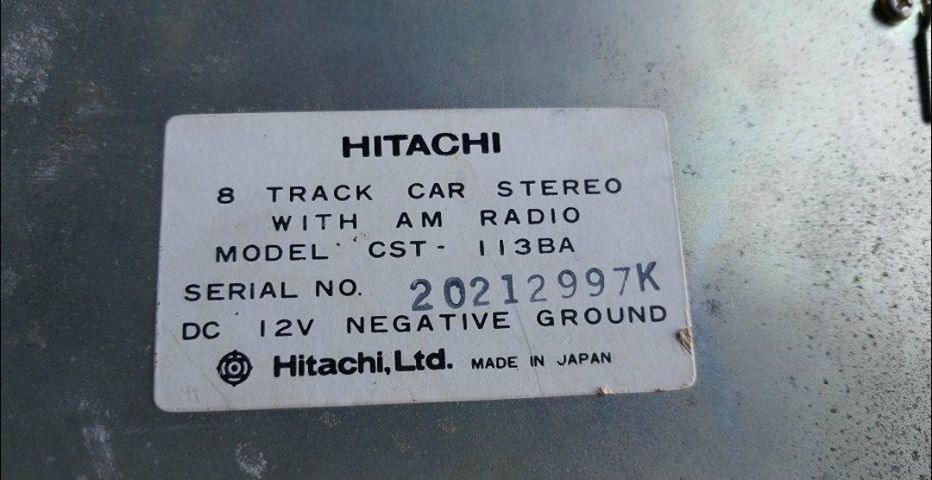 HITACHI
8 TRACK CAR STEREO
WITH AM RADIO
MODEL CST- 113BA
SERIAL NO. 20212997K
DC 12V NEGATIVE GROUND
Hitachi, Ltd. MADE IN JAPAN